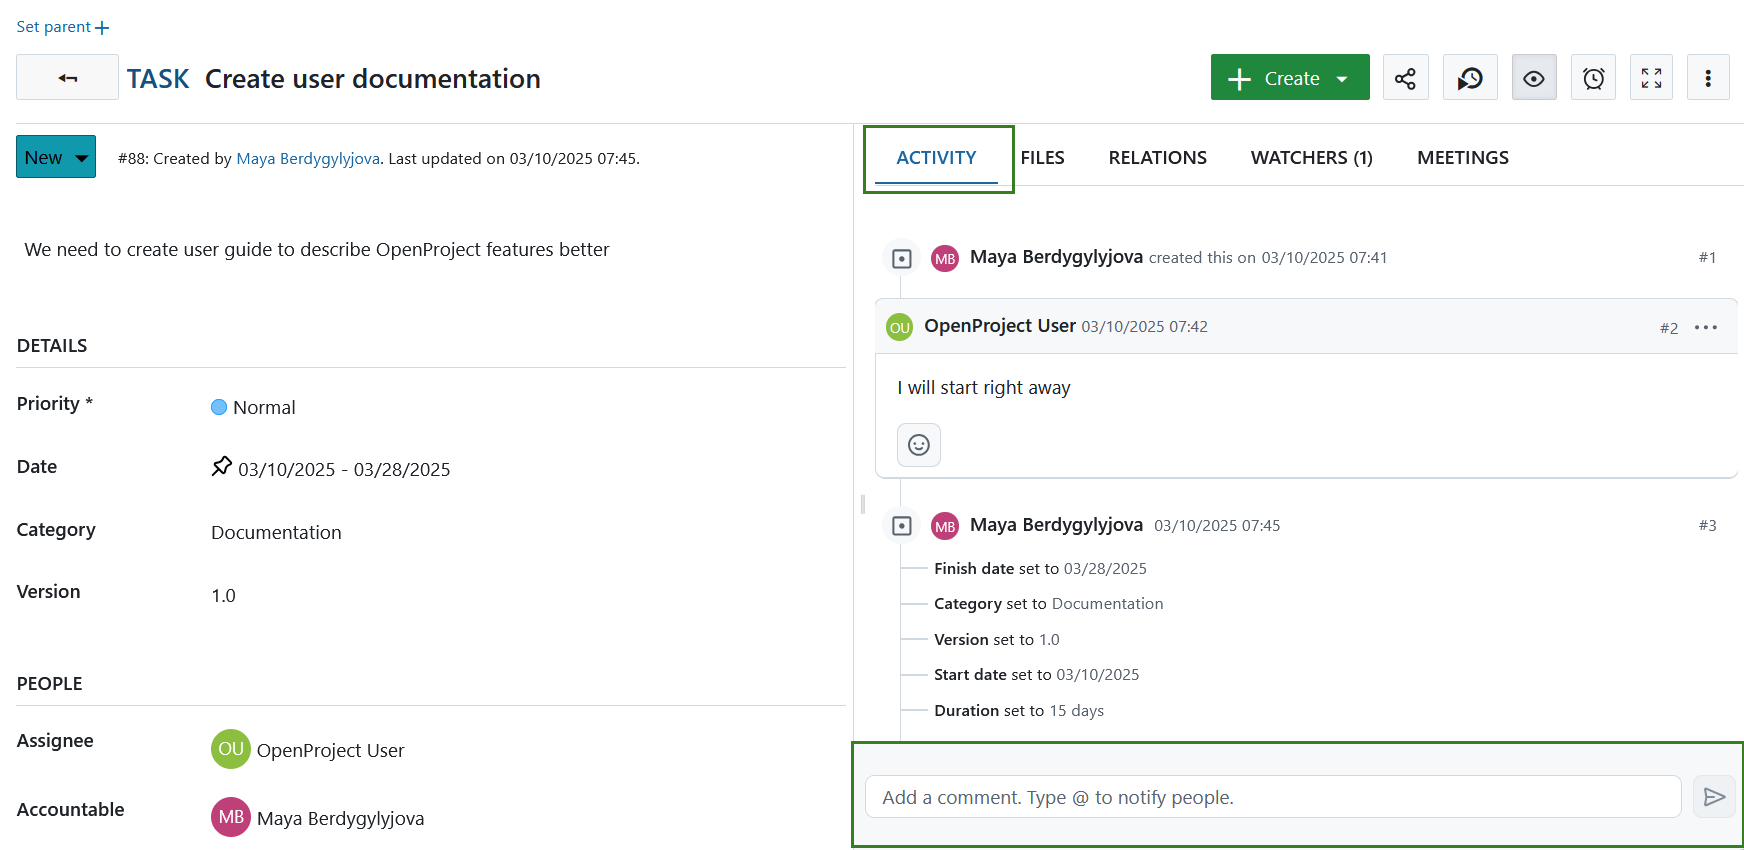 Set parent +
TASK Create user documentation
+ Create
New
#88: Created by Maya Berdygylyjova. Last updated on 03/10/2025 07:45.
We need to create user guide to describe OpenProject features better
DETAILS
Priority *
Normal
Date
03/10/2025 - 03/28/2025
Category
Documentation
Version
1.0
PEOPLE
Assignee
OU OpenProject User
Accountable
MB Maya Berdygylyjova
ACTIVITY FILES RELATIONS WATCHERS (1) MEETINGS
MB Maya Berdygylyjova created this on 03/10/2025 07:41 #1
OU OpenProject User 03/10/2025 07:42 #2
I will start right away
MB Maya Berdygylyjova 03/10/2025 07:45 #3
Finish date set to 03/28/2025
Category set to Documentation
Version set to 1.0
Start date set to 03/10/2025
Duration set to 15 days
Add a comment. Type @ to notify people.